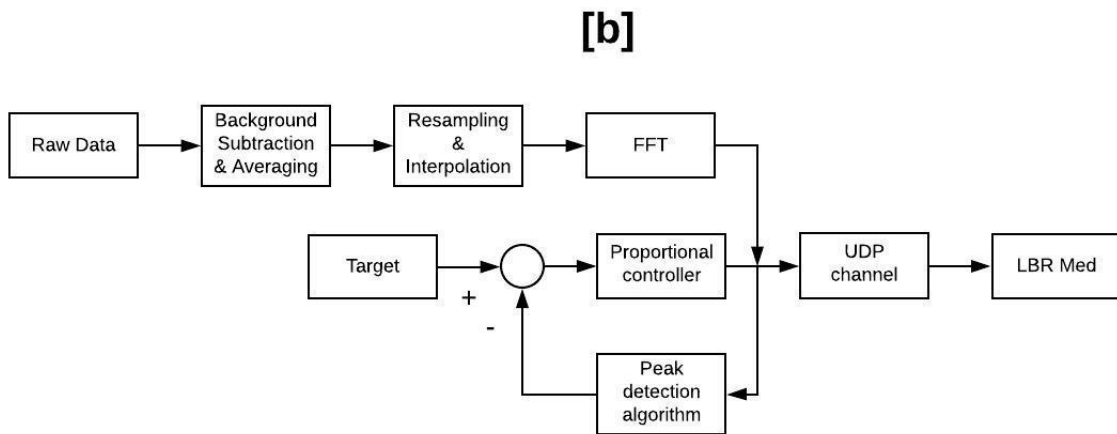 [b]
Raw Data
Background
Subtraction
& Averaging
Resampling
&
Interpolation
FFT
Target
+
-
Proportional
controller
UDP
channel
LBR Med
Peak
detection
algorithm